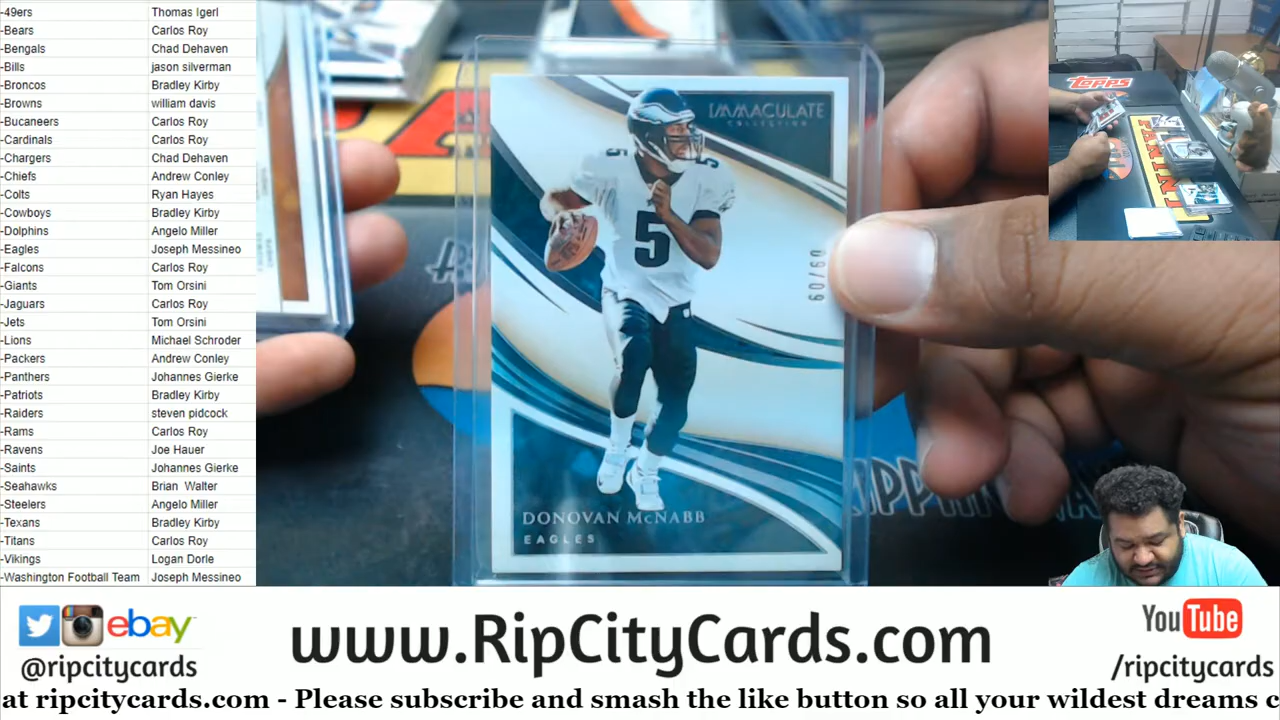 -49ers Thomas Igerl
-Bears Carlos Roy
-Bengals Chad Dehaven
-Bills jason silverman
-Broncos Bradley Kirby
-Browns william davis
-Bucaneers Carlos Roy
-Cardinals Carlos Roy
-Chargers Chad Dehaven
-Chiefs Andrew Conley
-Colts Ryan Hayes
-Cowboys Bradley Kirby
-Dolphins Angelo Miller
-Eagles Joseph Messineo
-Falcons Carlos Roy
-Giants Tom Orsini
-Jaguars Carlos Roy
-Jets Tom Orsini
-Lions Michael Schroder
-Packers Andrew Conley
-Panthers Johannes Gierke
-Patriots Bradley Kirby
-Raiders steven pidcock
-Rams Carlos Roy
-Ravens Joe Hauer
-Saints Johannes Gierke
-Seahawks Brian Walter
-Steelers Angelo Miller
-Texans Bradley Kirby
-Titans Carlos Roy
-Vikings Logan Dorle
-Washington Football Team Joseph Messineo
IMMACULATE
COLLECTION
5
5
5
09/60
DONOVAN McNABB
EAGLES
TOPPS
PANINI
ebay
@ripcitycards
www.RipCityCards.com
YouTube
/ripcitycards
at ripcitycards.com - Please subscribe and smash the like button so all your wildest dreams c